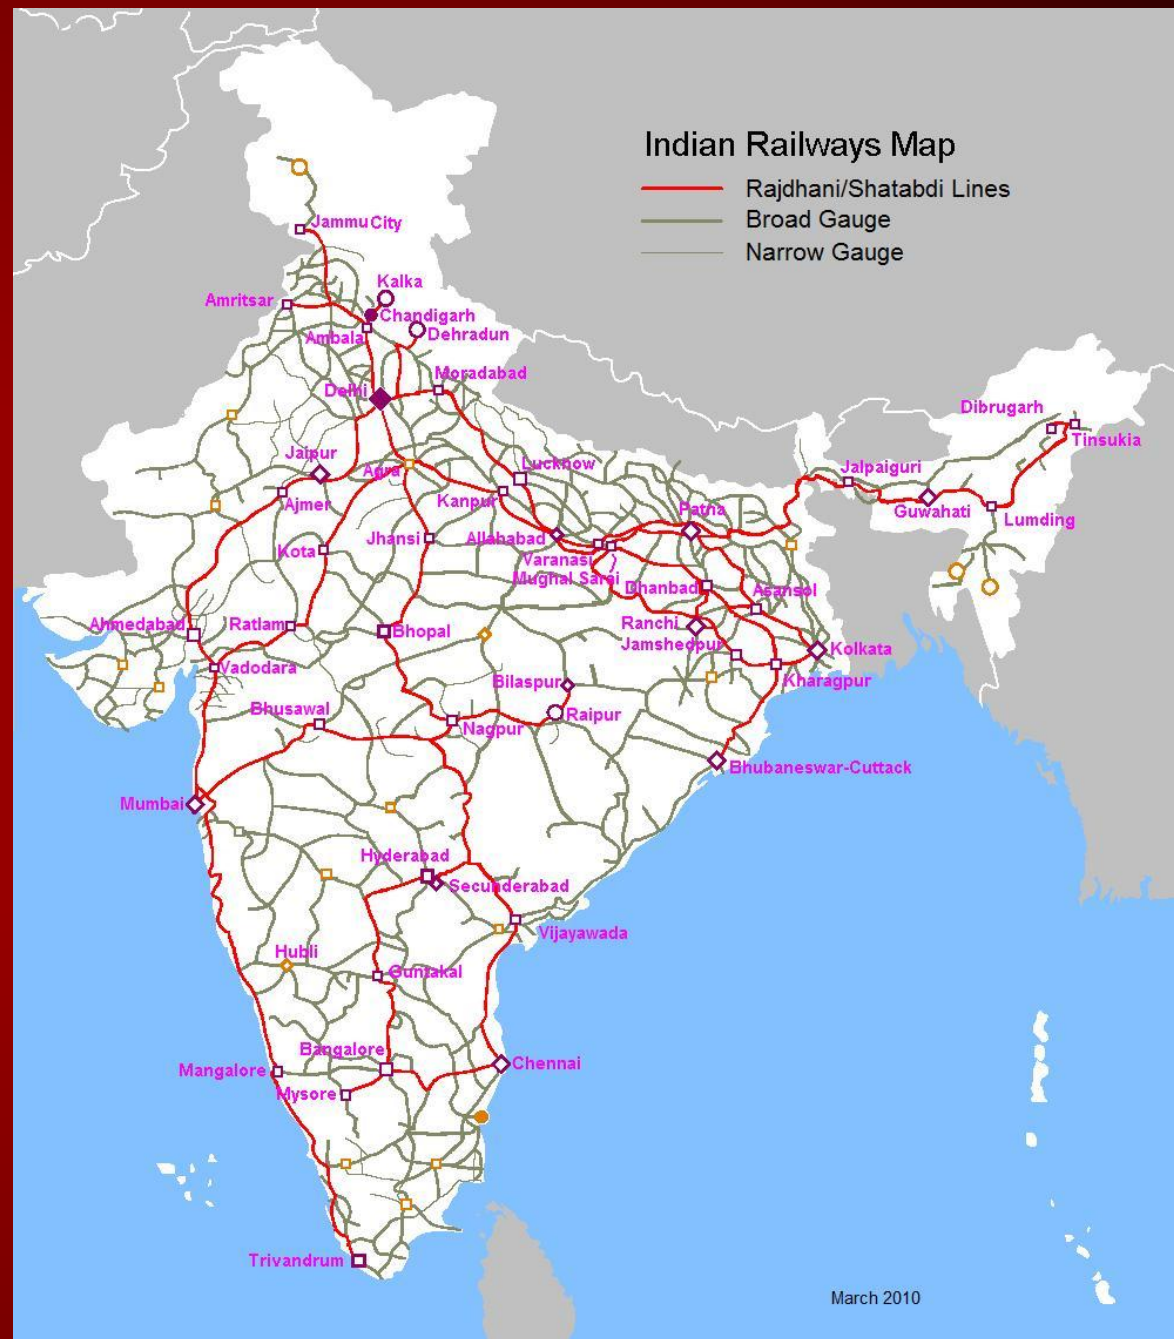 Indian Railways Map
Rajdhani/Shatabdi Lines
Broad Gauge
Narrow Gauge
Jammu City
Kalka
Amritsar
Chandigarh
Ambala
Dehradun
Moradabad
Delhi
Dibrugarh
Tinsukia
Jaipur
Agra
Lucknow
Jalpaiguri
Ajmer
Kanpur
Patna
Guwahati
Lumding
Kota
Jhansi
Allahabad
Varanasi
Mughal Sarai
Dhanbad
Asansol
Ahmedabad
Ratlam
Bhopal
Ranchi
Jamshedpur
Kolkata
Vadodara
Bilaspur
Kharagpur
Bhusawal
Nagpur
Raipur
Bhubaneswar-Cuttack
Mumbai
Hyderabad
Secunderabad
Vijayawada
Hubli
Guntakal
Bangalore
Chennai
Mangalore
Mysore
Trivandrum
March 2010